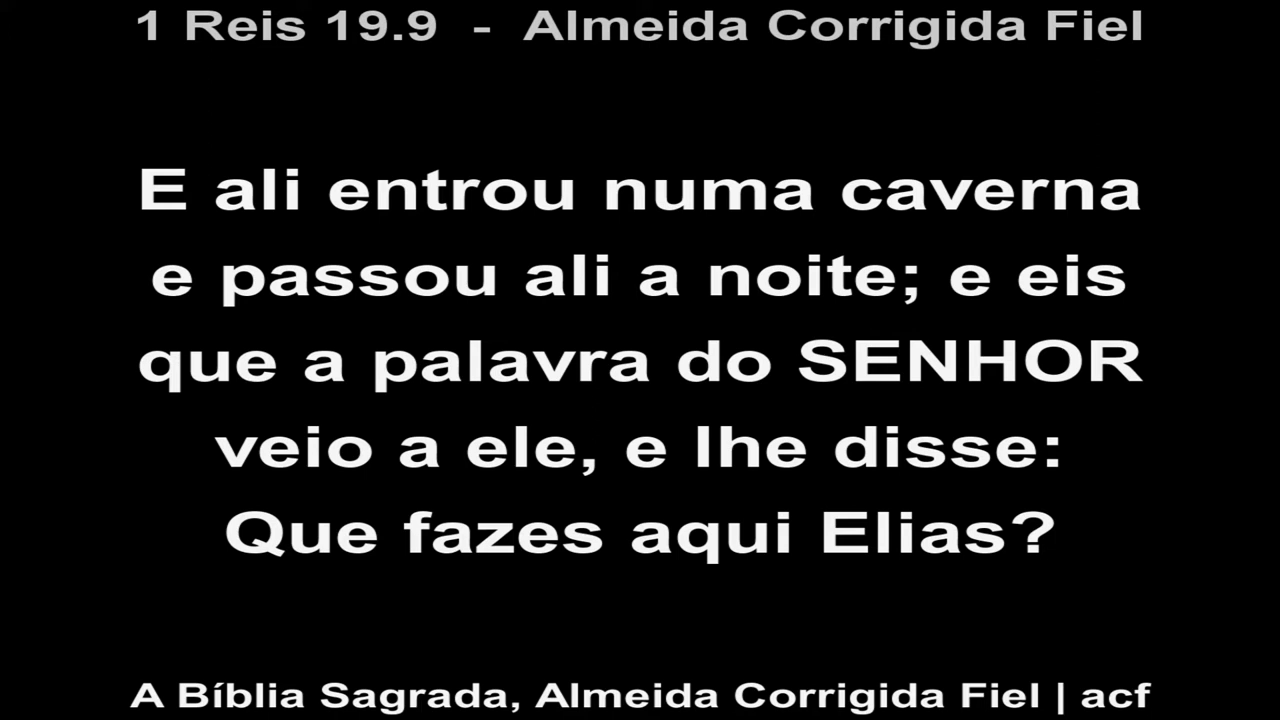 1 Reis 19.9 - Almeida Corrigida Fiel
E ali entrou numa caverna
e passou ali a noite; e eis
que a palavra do SENHOR
veio a ele, e lhe disse:
Que fazes aqui Elias?
A Bíblia Sagrada, Almeida Corrigida Fiel | acf